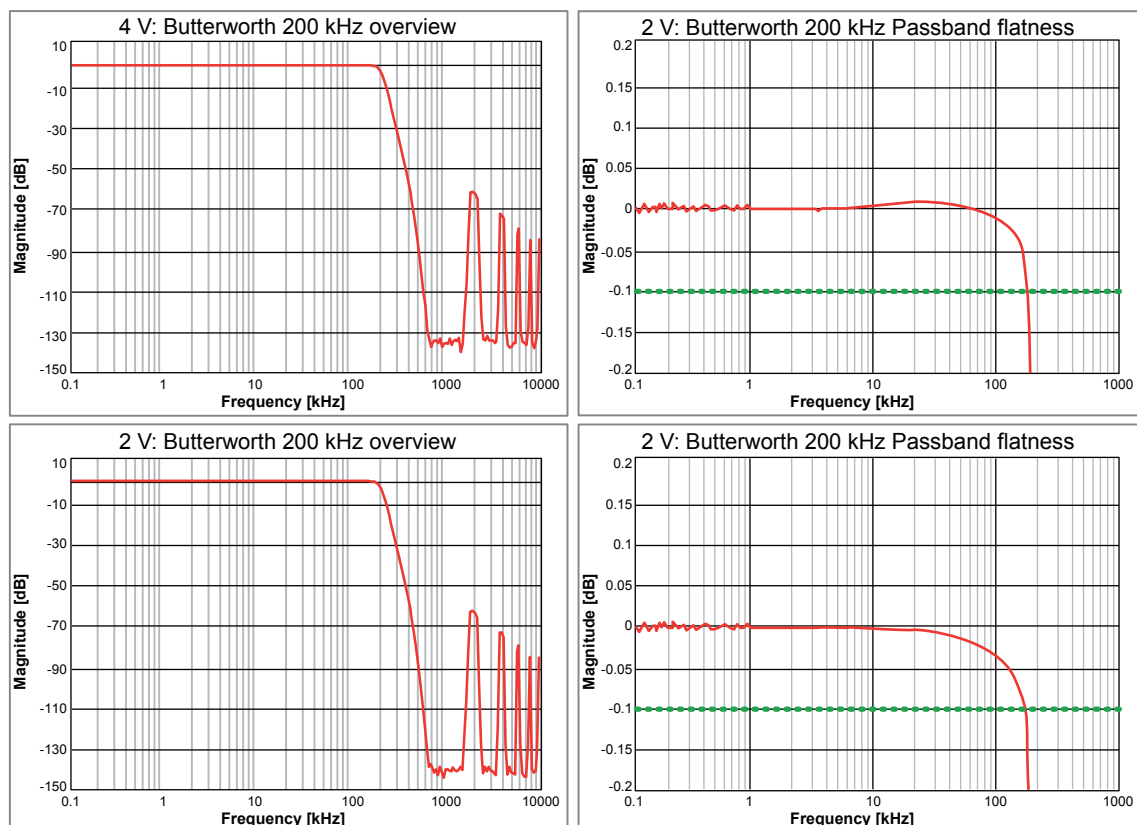 4 V: Butterworth 200 kHz overview
10
-10
-30
-50
-70
-90
-110
-130
-150
Magnitude [dB]
0.1 1 10 100 1000 10000
Frequency [kHz]
2 V: Butterworth 200 kHz Passband flatness
0.2
0.15
0.1
0.05
0
-0.05
-0.1
-0.15
-0.2
Magnitude [dB]
0.1 1 10 100 1000
Frequency [kHz]
2 V: Butterworth 200 kHz overview
10
-10
-30
-50
-70
-90
-110
-130
-150
Magnitude [dB]
0.1 1 10 100 1000 10000
Frequency [kHz]
2 V: Butterworth 200 kHz Passband flatness
0.2
0.15
0.1
0.05
0
-0.05
-0.1
-0.15
-0.2
Magnitude [dB]
0.1 1 10 100 1000
Frequency [kHz]